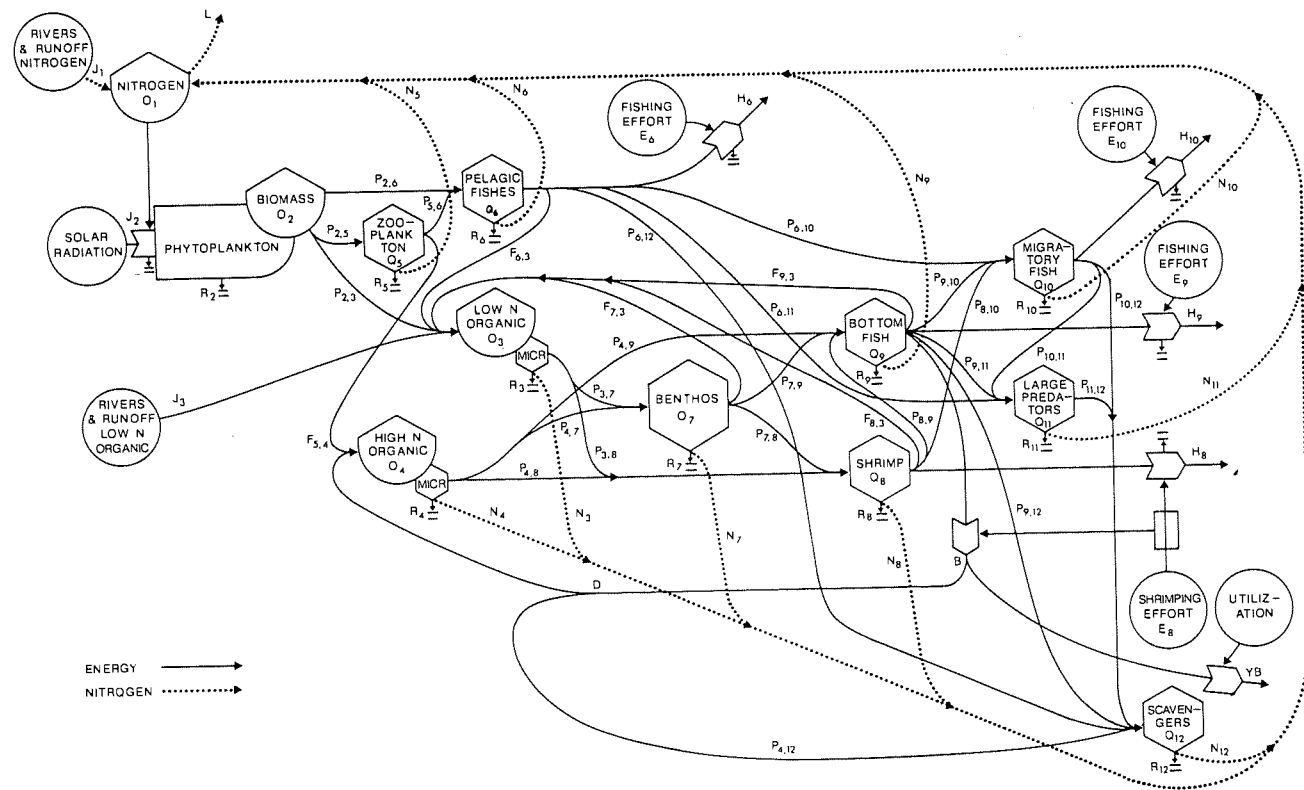 RIVERS
& RUNOFF
NITROGEN
J1
L
NITROGEN
Q1
N5
N6
FISHING
EFFORT
E6
H6
FISHING
EFFORT
E10
H10
N10
N9
SOLAR
RADIATION
J2
PHYTOPLANKTON
BIOMASS
Q2
R2
P2,6
P2,5
P2,3
P5,6
ZOO-
PLANK
TON
Q5
R5
PELAGIC
FISHES
Q6
R6
F6,3
P6,12
P6,10
P6,11
F9,3
F7,3
P9,10
P8,10
MIGRA-
TORY
FISH
Q10
R10
P10,12
FISHING
EFFORT
E9
H9
LOW N
ORGANIC
O3
MICR
R3
P4,9
P3,7
BOTTOM
FISH
Q9
R9
P9,11
P10,11
P11,12
LARGE
PREDA-
TORS
Q11
R11
N11
RIVERS
& RUNOFF
LOW N
ORGANIC
J3
F5,4
HIGH N
ORGANIC
O4
MICR
R4
P4,7
P4,8
P3,8
BENTHOS
O7
R7
P7,9
P7,8
F8,3
P8,9
SHRIMP
Q8
R8
H8
N4
N3
N7
N8
P9,12
B
D
SHRIMPING
EFFORT
E8
UTILIZ-
ATION
YB
ENERGY
NITROGEN
P4,12
SCAVEN-
GERS
Q12
R12
N12